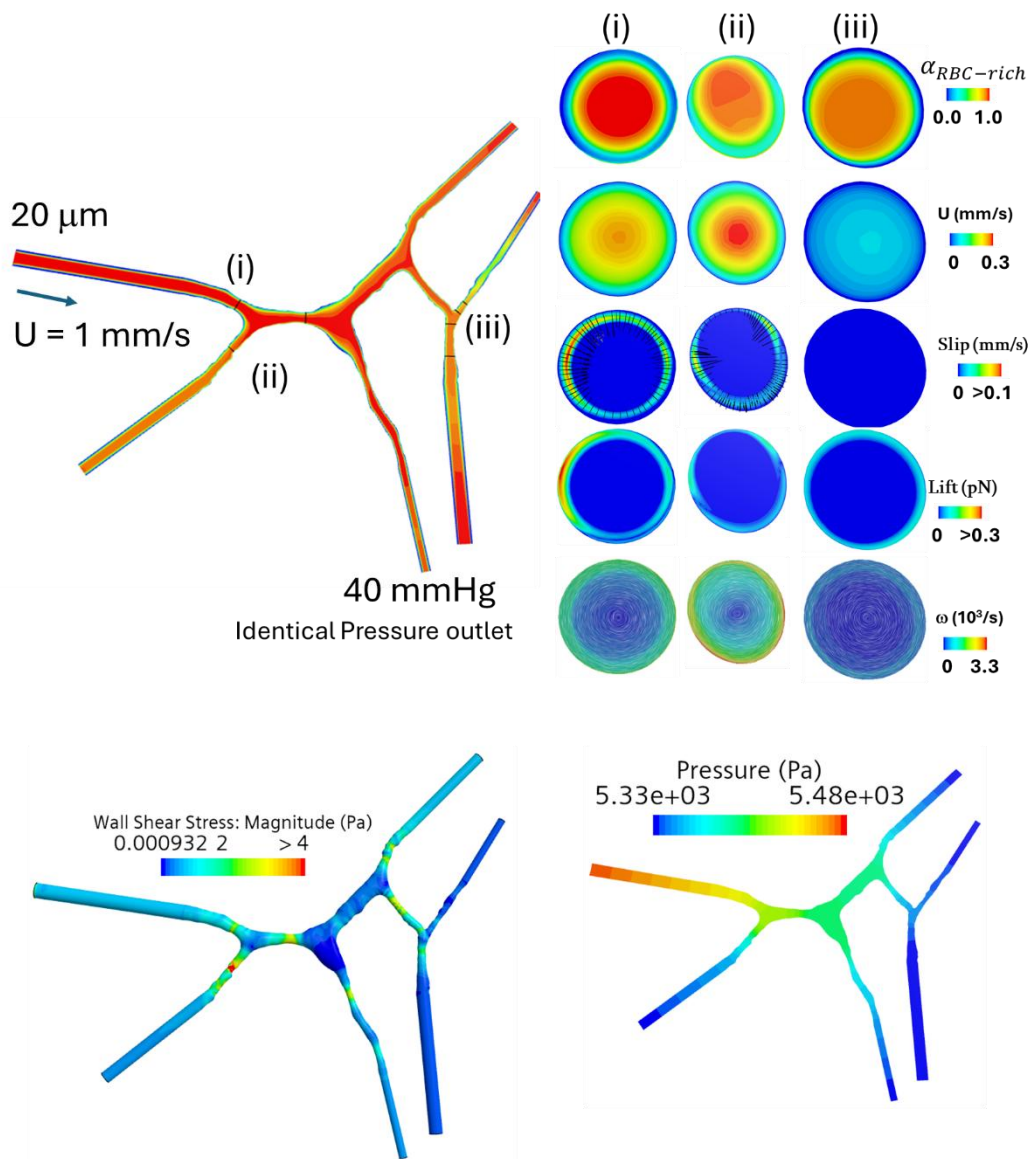 (i) (ii) (iii)
α_{RBC−rich}
0.0 1.0
20 μm
U = 1 mm/s
(i)
(ii)
(iii)
U (mm/s)
0 0.3
Slip (mm/s)
0 >0.1
Lift (pN)
0 >0.3
ω (10³/s)
0 3.3
40 mmHg
Identical Pressure outlet
Wall Shear Stress: Magnitude (Pa)
0.000932 2 > 4
Pressure (Pa)
5.33e+03 5.48e+03